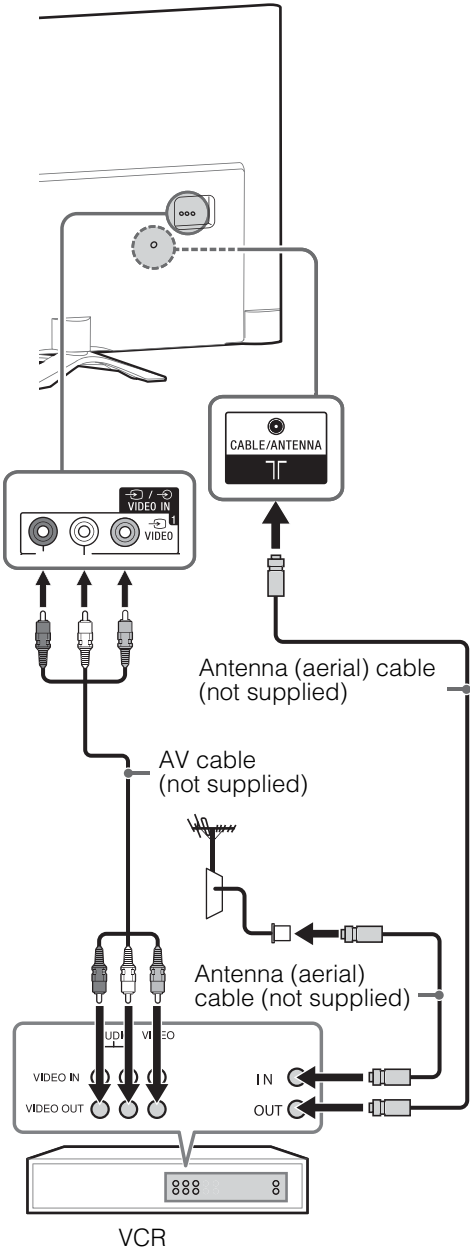 CABLE/ANTENNA
VIDEO IN
1
VIDEO
Antenna (aerial) cable
(not supplied)
AV cable
(not supplied)
Antenna (aerial)
cable (not supplied)
VIDEO IN
VIDEO OUT
IN
OUT
VCR